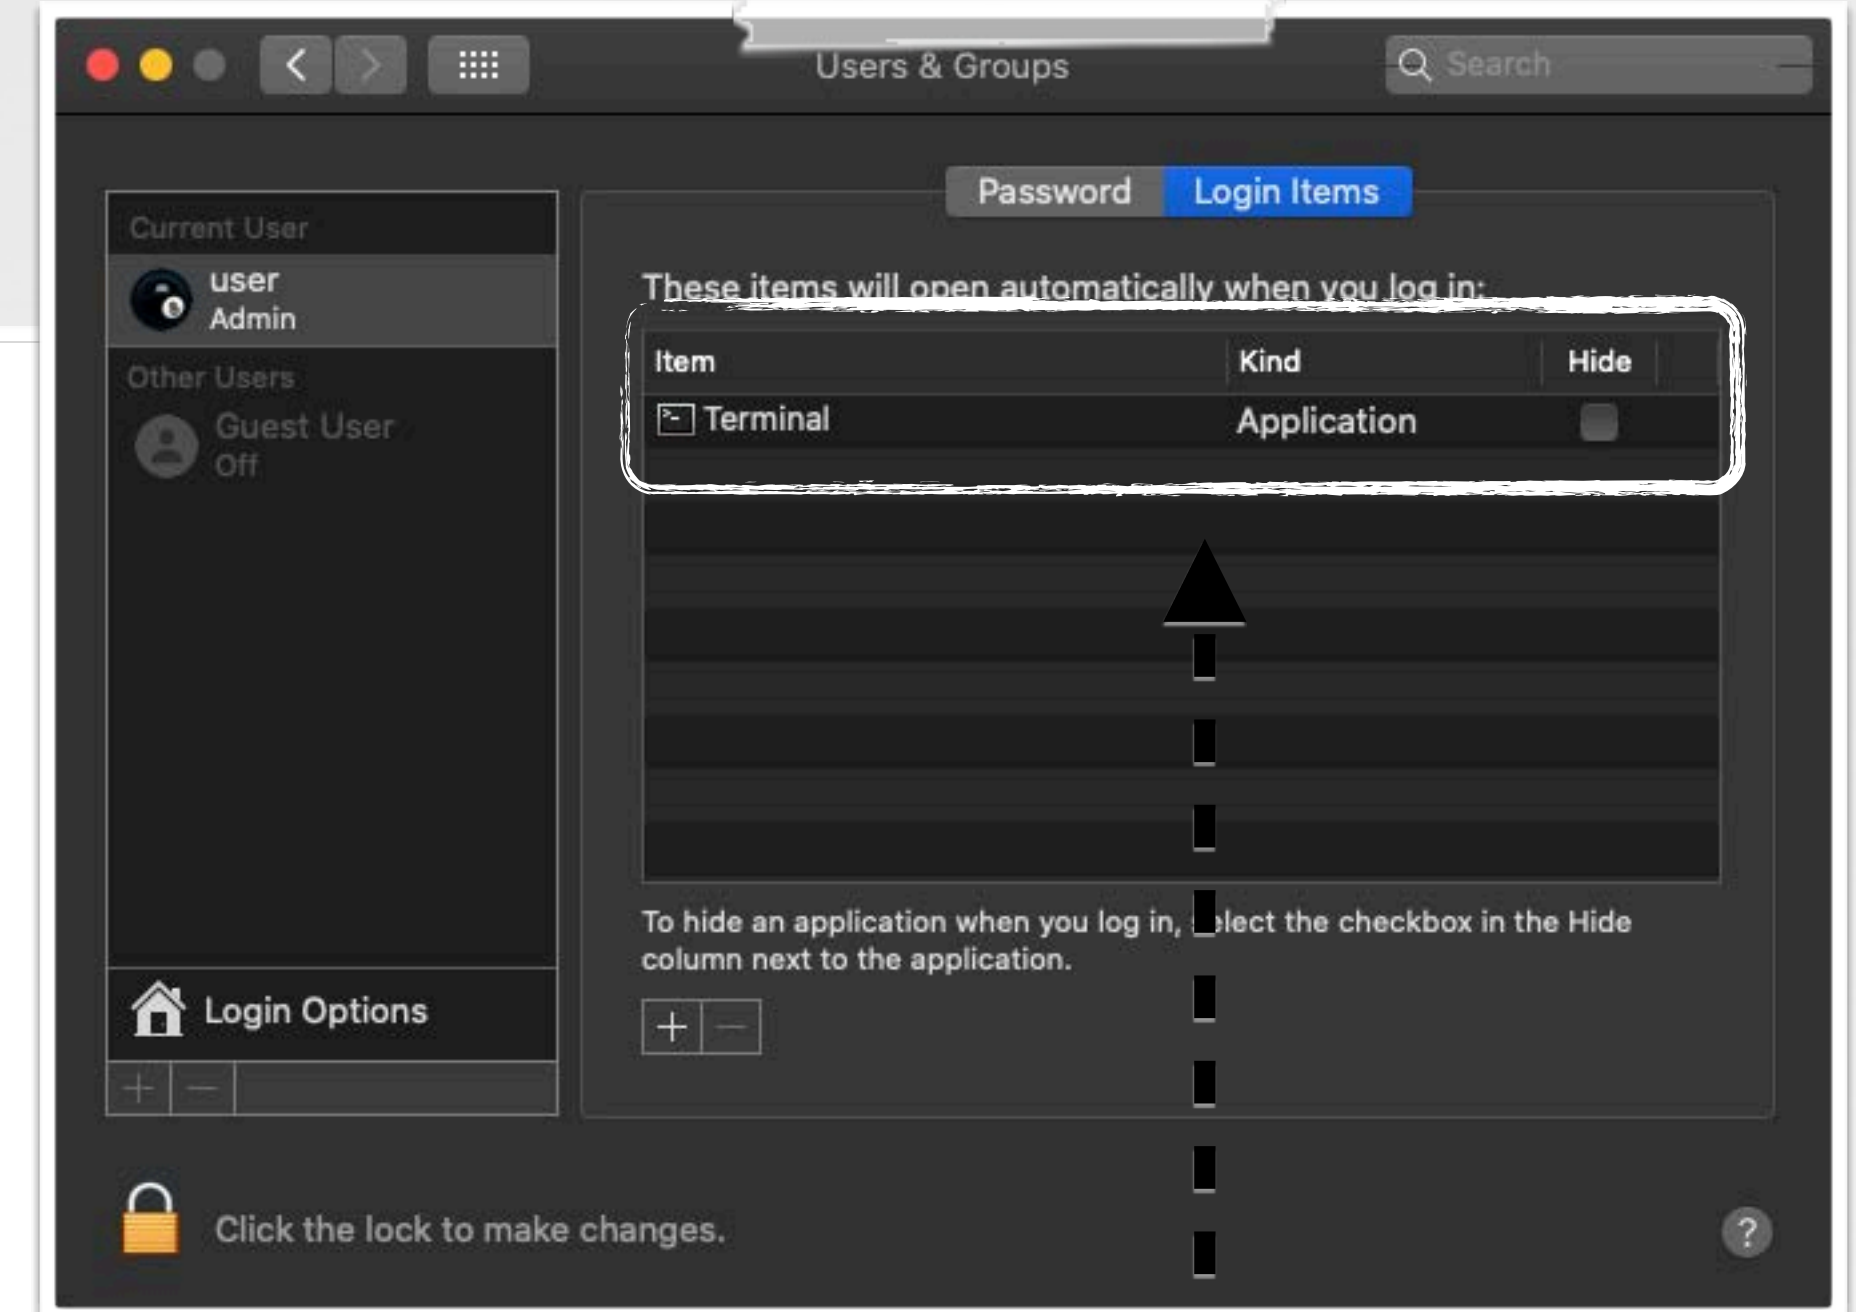 Users & Groups
Search
Password
Login Items
Current User
user
Admin
Other Users
Guest User
Off
Login Options
These items will open automatically when you log in:
Item Kind Hide
Terminal Application
To hide an application when you log in, the checkbox in the Hide
column next to the application.
Click the lock to make changes.
?